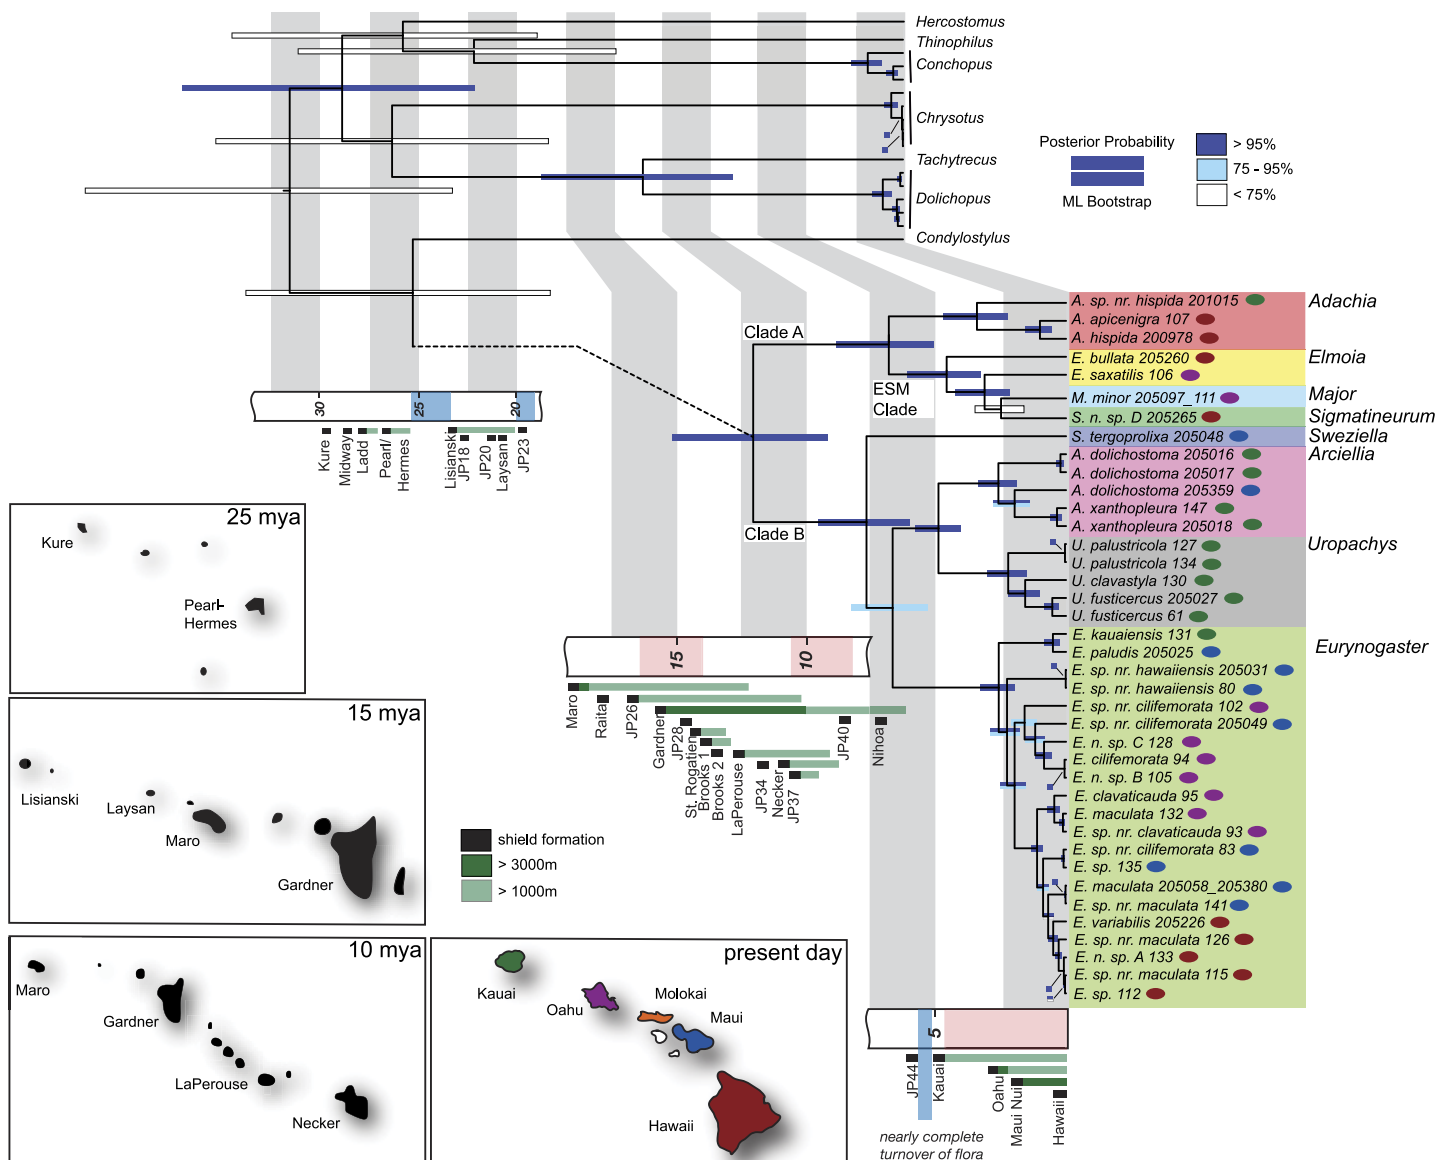 Hercostomus
Thinophilus
Conchopus
Chrysotus
Tachytrecus
Dolichopus
Condylostylus
Posterior Probability
ML Bootstrap
> 95%
75 - 95%
< 75%
Clade A
Clade B
ESM
Clade
A. sp. nr. hispida 201015
A. apicenigra 107
A. hispida 200978
E. bullata 205260
E. saxatilis 106
M. minor 205097_111
S. n. sp. D 205265
S. tergoprolixa 205048
A. dolichostoma 205016
A. dolichostoma 205017
A. dolichostoma 205359
A. xanthopleura 147
A. xanthopleura 205018
U. palustricola 127
U. palustricola 134
U. clavastyla 130
U. fusticercus 205027
U. fusticercus 61
E. kauaiensis 131
E. paludis 205025
E. sp. nr. hawaiiensis 205031
E. sp. nr. hawaiiensis 80
E. sp. nr. cilifemorata 102
E. sp. nr. cilifemorata 205049
E. n. sp. C 128
E. cilifemorata 94
E. n. sp. B 105
E. clavaticauda 95
E. maculata 132
E. sp. nr. clavaticauda 93
E. sp. nr. cilifemorata 83
E. sp. 135
E. maculata 205058_205380
E. sp. nr. maculata 141
E. variabilis 205226
E. sp. nr. maculata 126
E. n. sp. A 133
E. sp. nr. maculata 115
E. sp. 112
Adachia
Elmoia
Major
Sigmatineurum
Sweziella
Arciellia
Uropachys
Eurynogaster
30
25
20
Kure
Midway
Ladd
Pearl/
Hermes
Lisianski
JP18
JP20
Laysan
JP23
15
10
Maro
Raita
JP26
Gardner
JP28
St. Rogatien
Brooks 1
Brooks 2
LaPerouse
JP34
Necker
JP37
JP40
Nihoa
5
JP44
Kauai
Oahu
Maui Nui
Hawaii
nearly complete
turnover of flora
shield formation
> 3000m
> 1000m
25 mya
Kure
Pearl-
Hermes
15 mya
Lisianski
Laysan
Maro
Gardner
10 mya
Maro
Gardner
LaPerouse
Necker
present day
Kauai
Oahu
Molokai
Maui
Hawaii